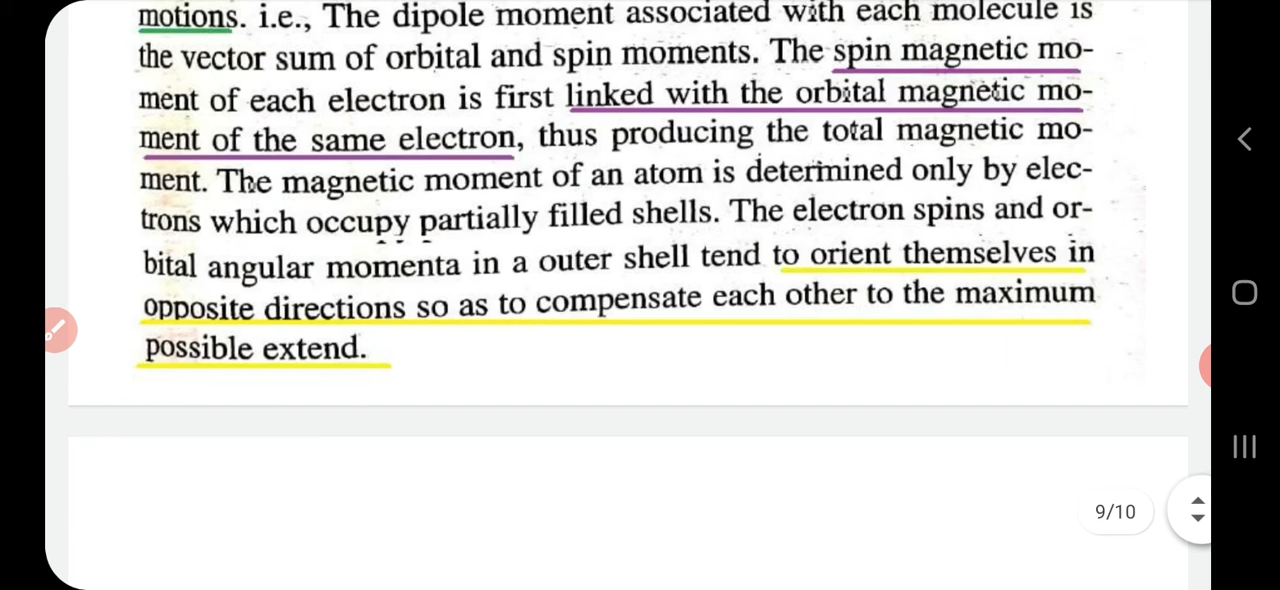 motions. i.e., The dipole moment associated with each molecule is
the vector sum of orbital and spin moments. The spin magnetic mo-
ment of each electron is first linked with the orbital magnetic mo-
ment of the same electron, thus producing the total magnetic mo-
ment. The magnetic moment of an atom is determined only by elec-
trons which occupy partially filled shells. The electron spins and or-
bital angular momenta in a outer shell tend to orient themselves in
opposite directions so as to compensate each other to the maximum
possible extend.
9/10